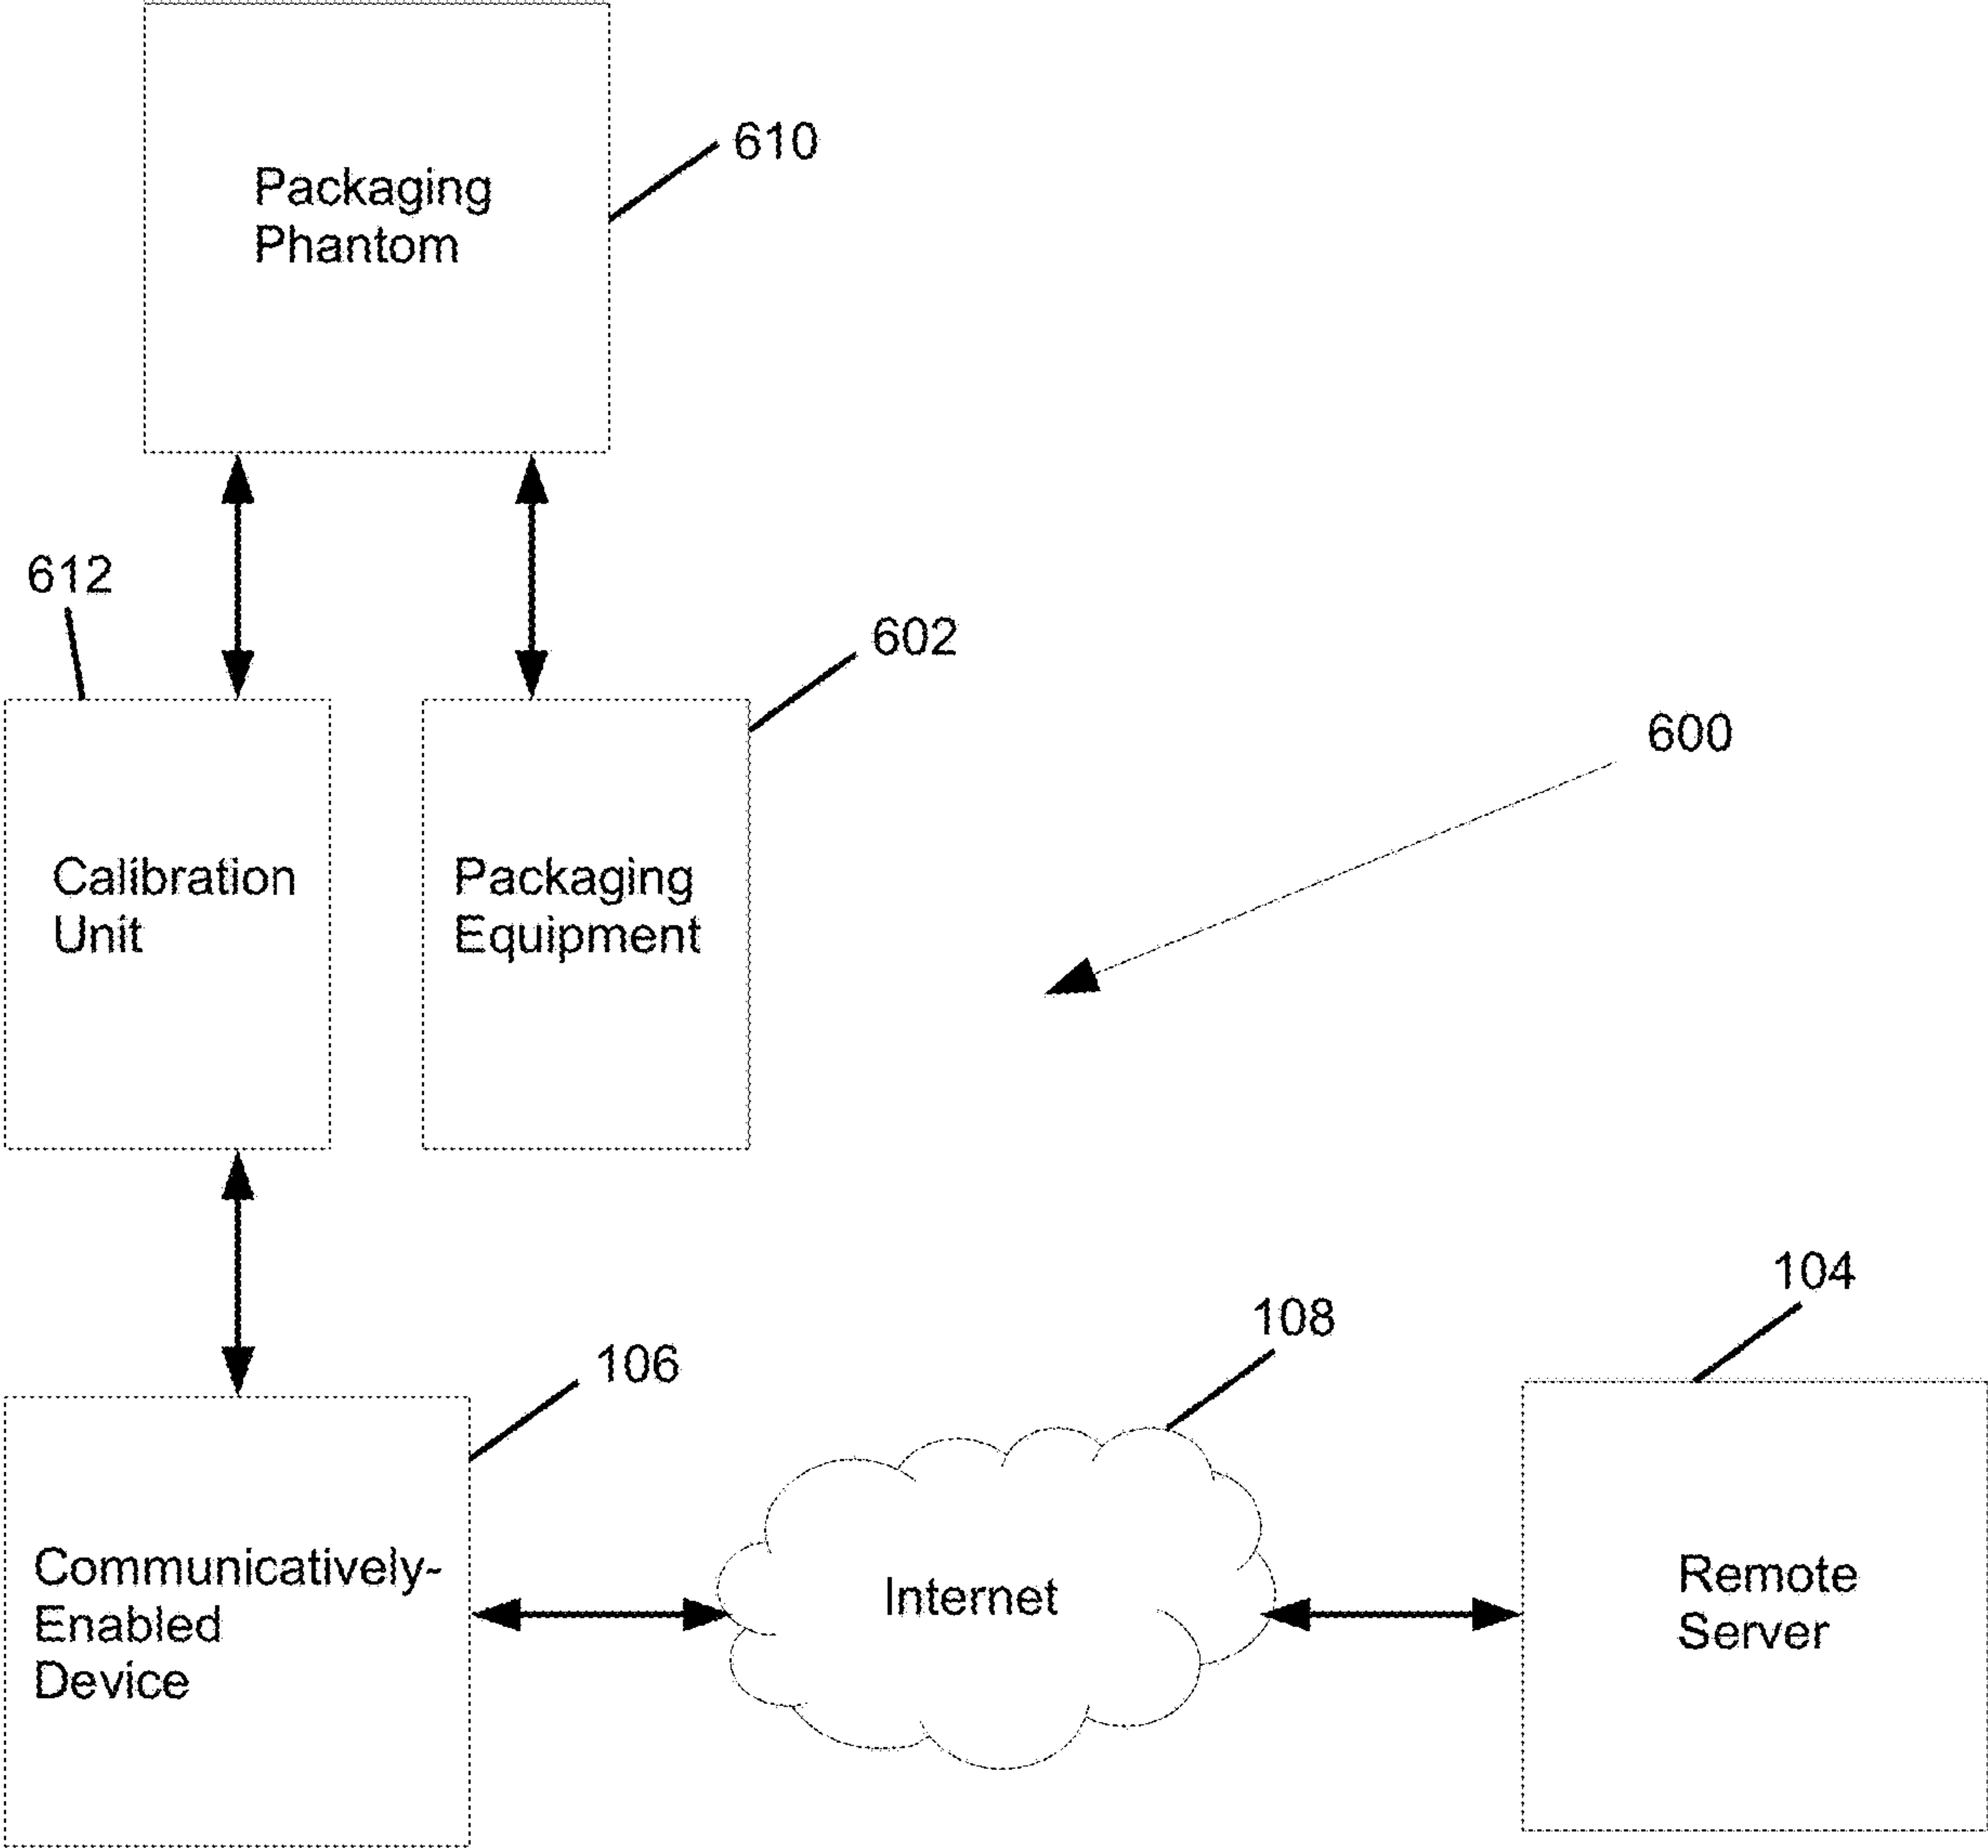 610
Packaging
Phantom
612
602
600
Calibration
Unit
Packaging
Equipment
104
108
106
Communicatively-
Enabled
Device
Internet
Remote
Server